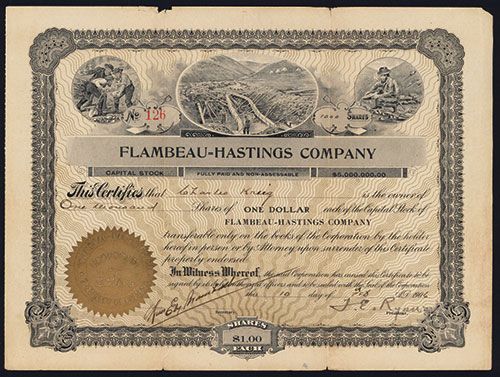 No 126
1000 SHARES
FLAMBEAU-HASTINGS COMPANY
CAPITAL STOCK FULLY PAID AND NON-ASSESSABLE $5,000,000.00
This Certifies that Charles Kreig is the owner of
One thousand Shares of ONE DOLLAR each of the Capital Stock of
FLAMBEAU-HASTINGS COMPANY
transferable only on the books of the Corporation by the holder
hereof in person or by Attorney upon surrender of this Certificate
properly endorsed.
In Witness Whereof, the said Corporation has caused this Certificate to be
signed by its duly authorized officers and to be sealed with the Seal of the Corporation
this 19 day of 1906
Secretary President
SHARES
$1.00
EACH